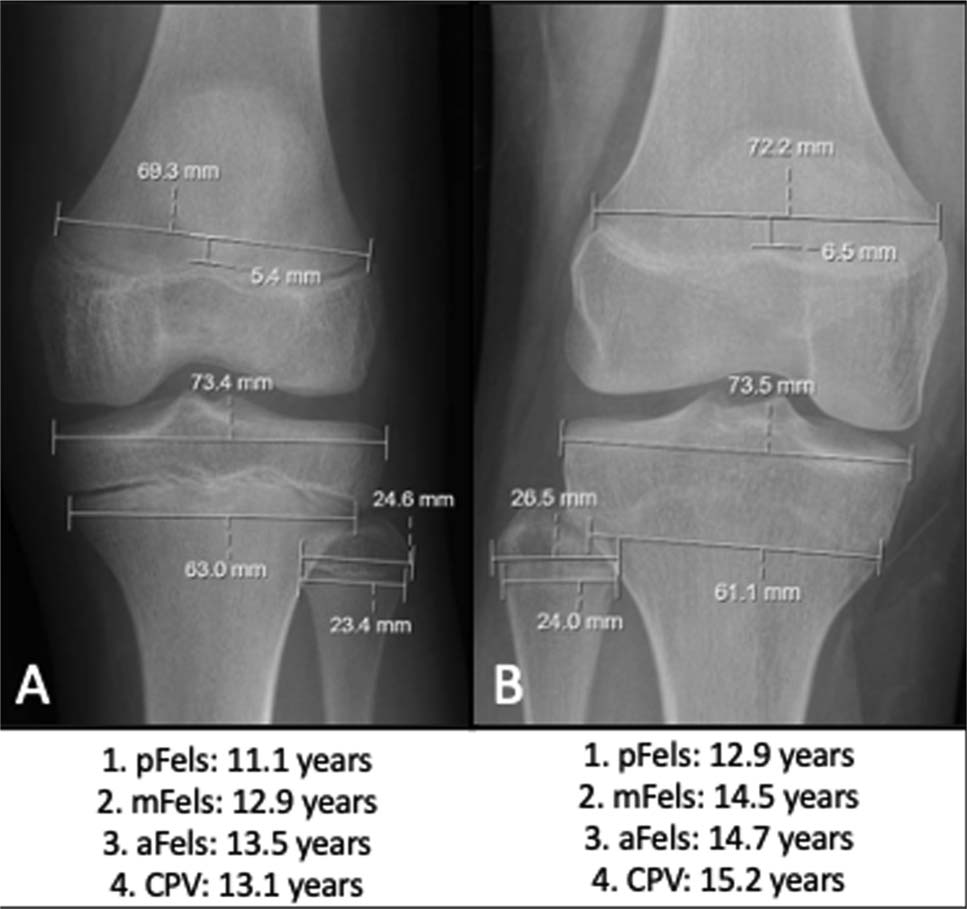 69.3 mm
5.4 mm
73.4 mm
24.6 mm
63.0 mm
23.4 mm
A
72.2 mm
6.5 mm
73.5 mm
26.5 mm
61.1 mm
24.0 mm
B
1. pFels: 11.1 years
2. mFels: 12.9 years
3. aFels: 13.5 years
4. CPV: 13.1 years
1. pFels: 12.9 years
2. mFels: 14.5 years
3. aFels: 14.7 years
4. CPV: 15.2 years